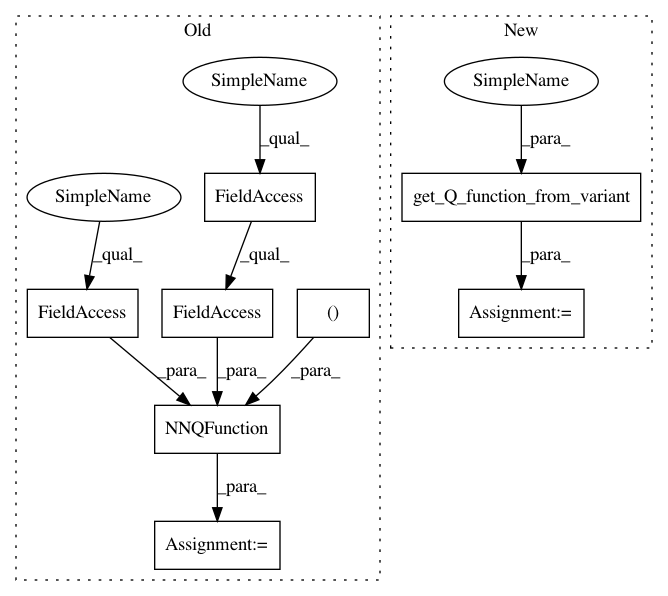 Old
New
SimpleName
SimpleName
_qual_
_para_
SimpleName
FieldAccess
get_Q_function_from_variant
_qual_
_qual_
_para_
FieldAccess
FieldAccess
()
Assignment:=
_para_
_para_
_para_
NNQFunction
_para_
Assignment:=